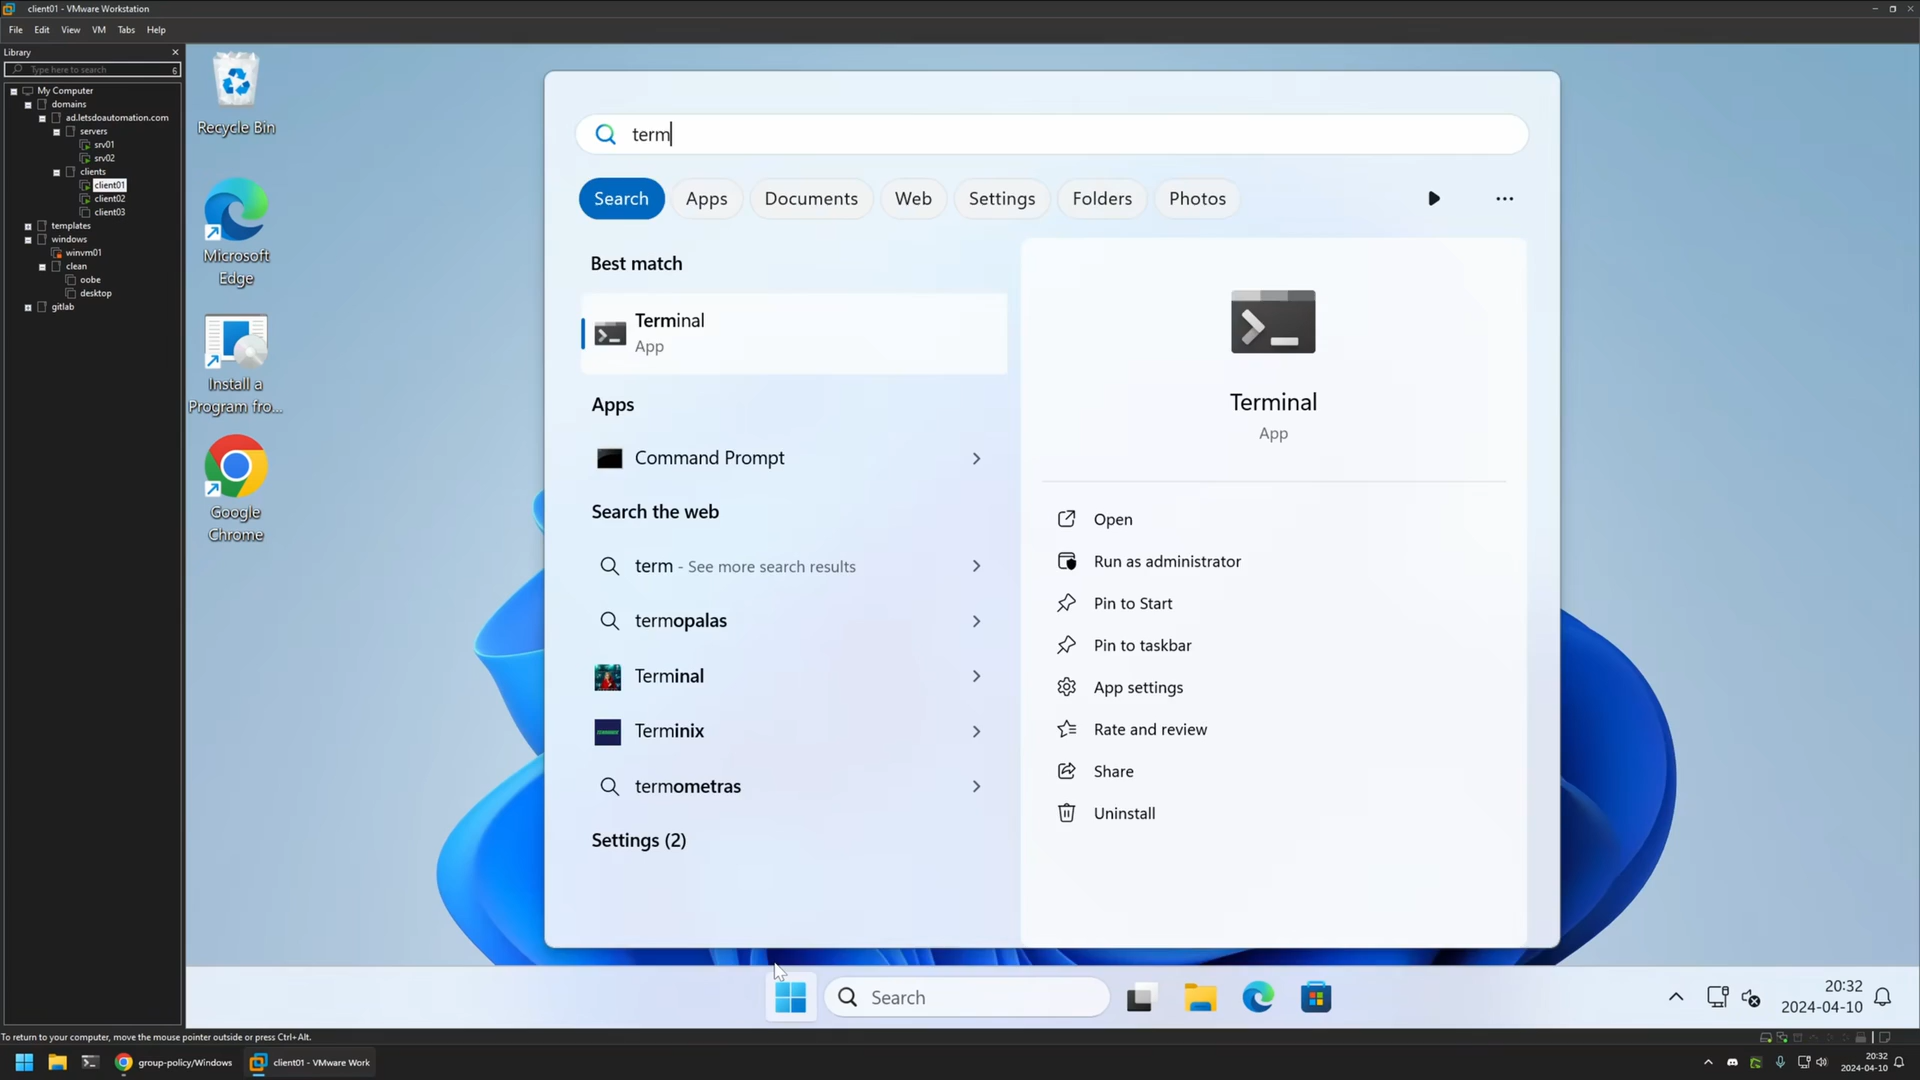 client01 - VMware Workstation
File Edit View VM Tabs Help
Library
Type here to search
My Computer
domains
ad.letsdoautomation.com
servers
srv01
srv02
clients
client01
client02
client03
templates
windows
winvm01
clean
oobe
desktop
gitlab
Recycle Bin
Microsoft
Edge
Install a
Program fro...
Google
Chrome
term
Search Apps Documents Web Settings Folders Photos
Best match
Terminal
App
Apps
Command Prompt
Search the web
term - See more search results
termopalas
Terminal
Terminix
termometras
Settings (2)
Terminal
App
Open
Run as administrator
Pin to Start
Pin to taskbar
App settings
Rate and review
Share
Uninstall
Search
20:32
2024-04-10
To return to your computer, move the mouse pointer outside or press Ctrl+Alt.
group-policy/Windows
client01 - VMware Work
20:32
2024-04-10